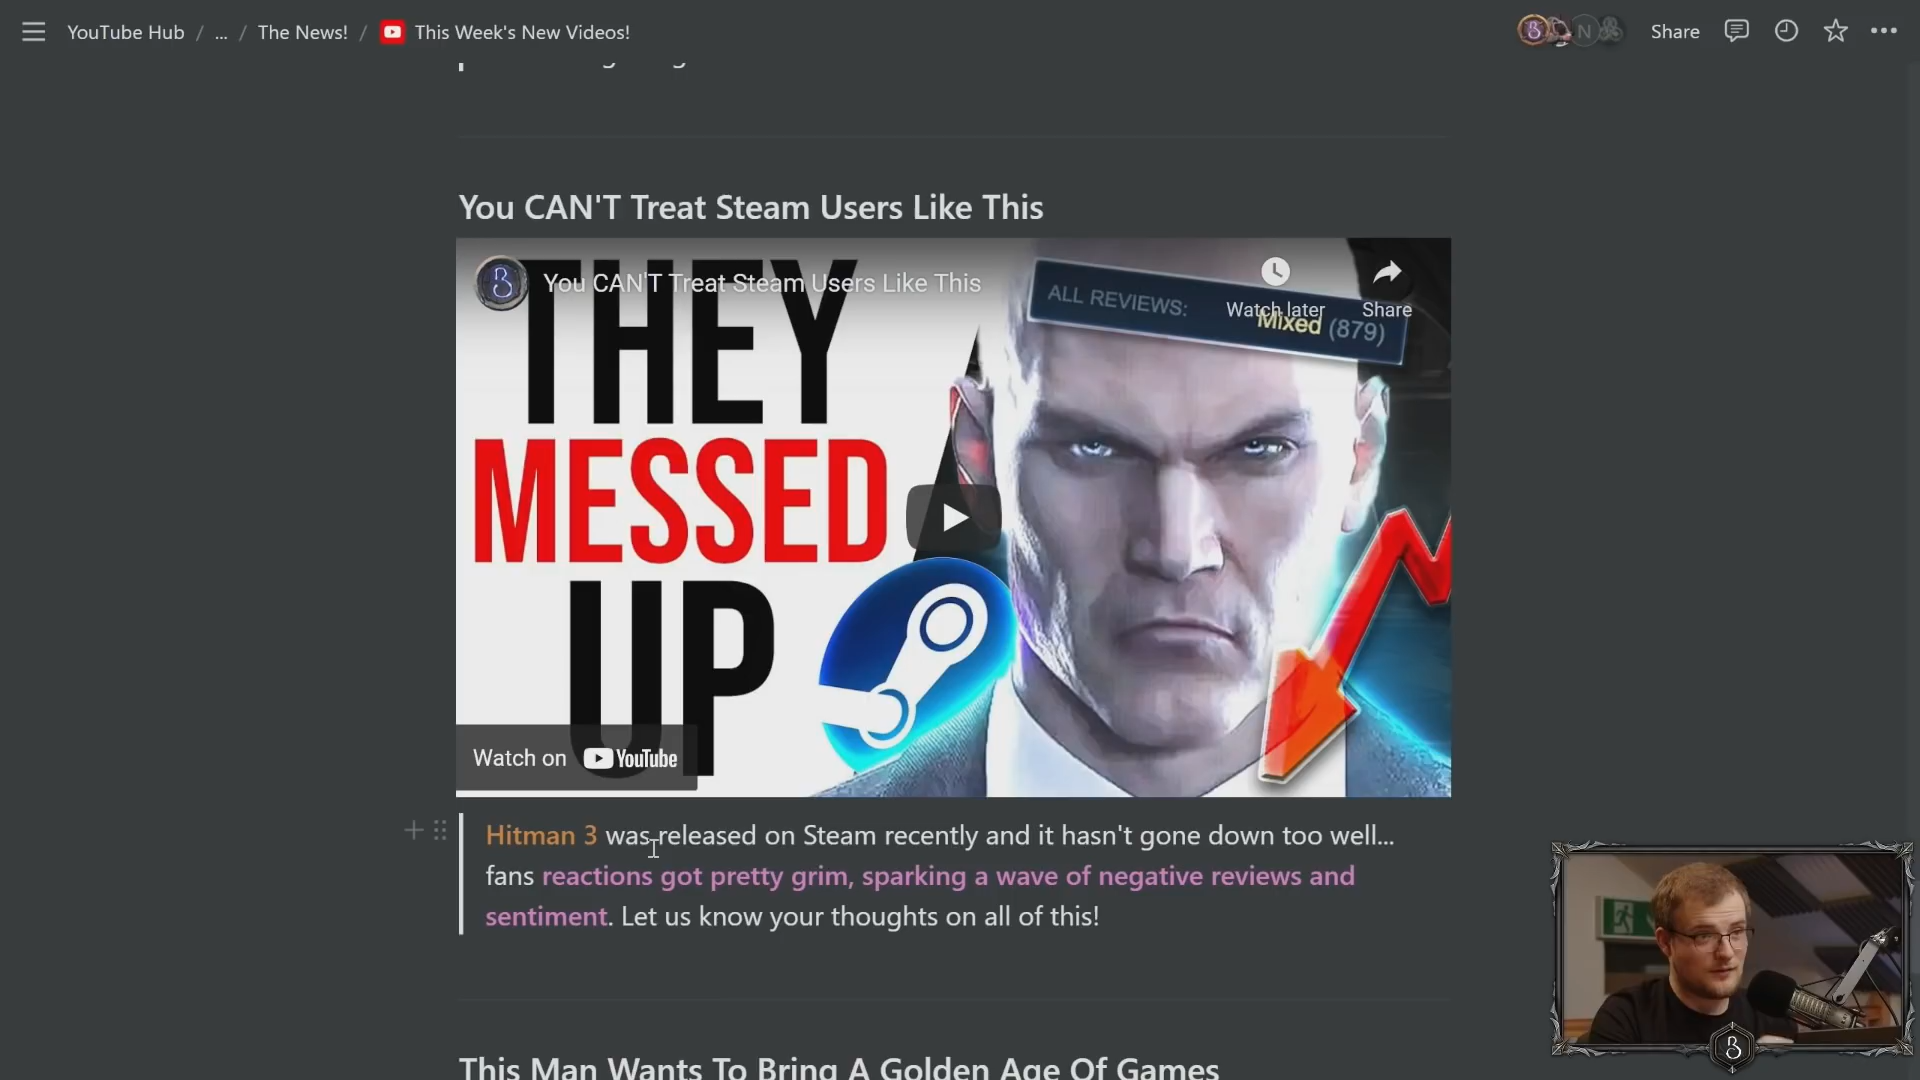 YouTube Hub / ... / The News! / This Week's New Videos!
N Share
You CAN'T Treat Steam Users Like This
You CAN'T Treat Steam Users Like This
Watch later Share
ALL REVIEWS: Mixed (879)
THEY
MESSED
UP
Watch on YouTube
Hitman 3 was released on Steam recently and it hasn't gone down too well...
fans reactions got pretty grim, sparking a wave of negative reviews and
sentiment. Let us know your thoughts on all of this!
This Man Wants To Bring A Golden Age Of Games